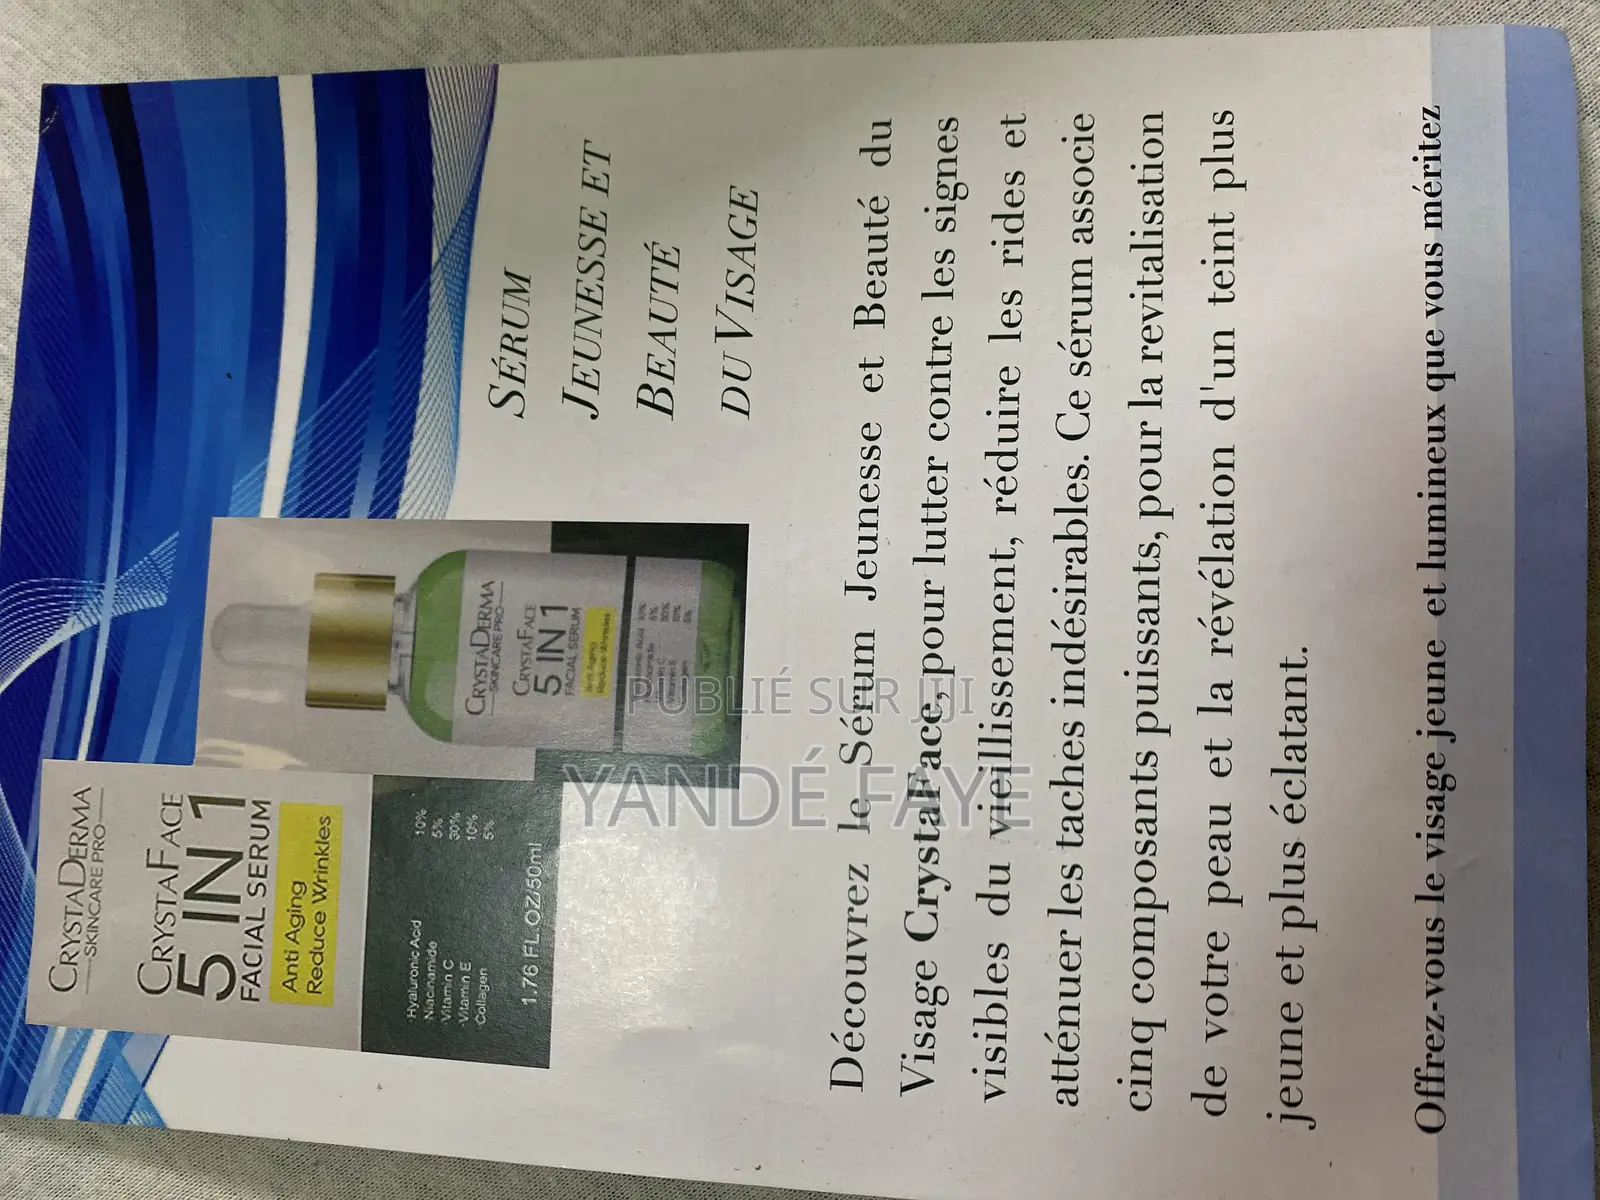 CRYSTADERMA
SKINCARE PRO
CRYSTAFACE
5 IN 1
FACIAL SERUM
Anti Aging
Reduce Wrinkles
Hyaluronic Acid 10%
Niacinamide 5%
Vitamin C 30%
Vitamin E 10%
Collagen 5%
1.76 FL.OZ/50ml
CRYSTADERMA
SKINCARE PRO
CRYSTAFACE
5 IN 1
FACIAL SERUM
Anti Aging
Reduce Wrinkles
SÉRUM
JEUNESSE ET
BEAUTÉ
DU VISAGE
Découvrez le Sérum Jeunesse et Beauté du
Visage CrystaFace, pour lutter contre les signes
visibles du vieillissement, réduire les rides et
atténuer les taches indésirables. Ce sérum associe
cinq composants puissants, pour la revitalisation
de votre peau et la révélation d'un teint plus
jeune et plus éclatant.
Offrez-vous le visage jeune et lumineux que vous méritez
PUBLIÉ SUR JIJI
YANDÉ FAYE